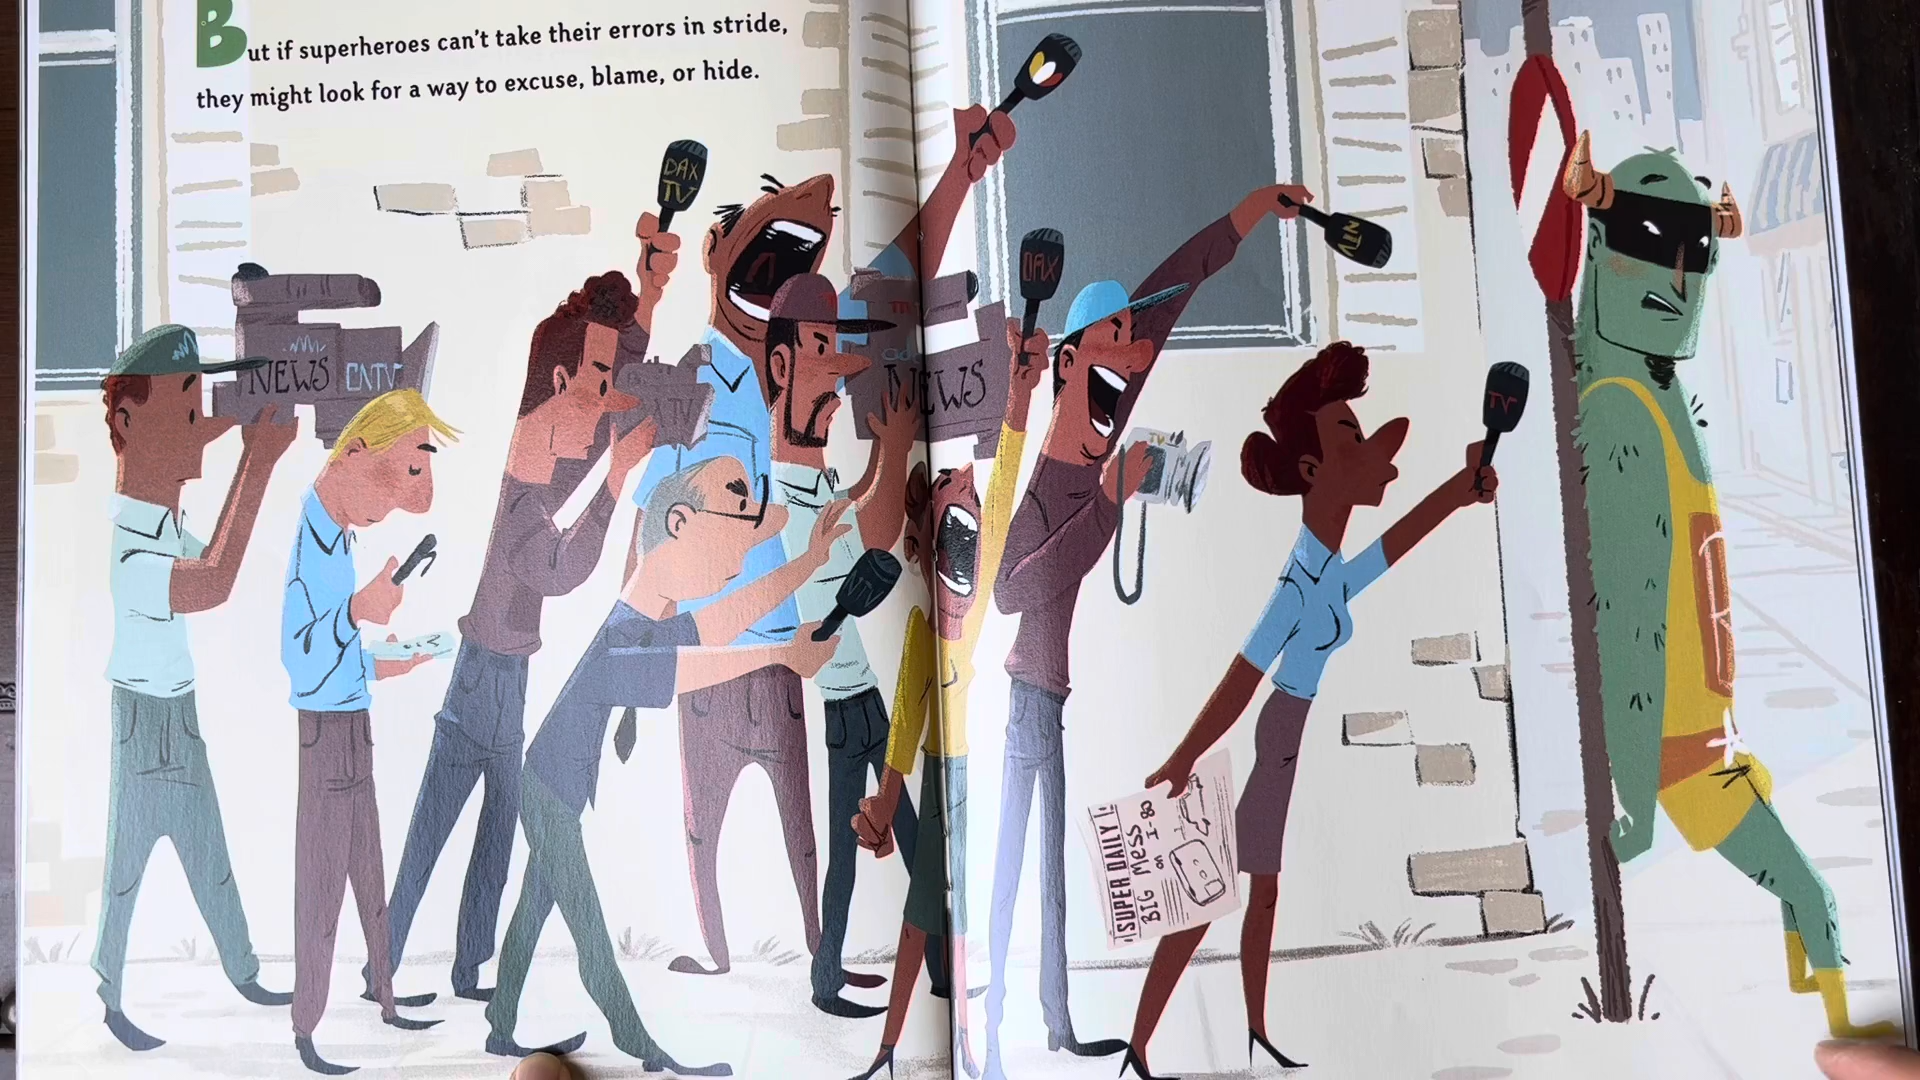 But if superheroes can't take their errors in stride,
they might look for a way to excuse, blame, or hide.
DAX
TV
NEWS CNTV
NEWS
DAX
NTV
NTV
TV
TV
SUPER DAILY
BIG MESS
on I-80